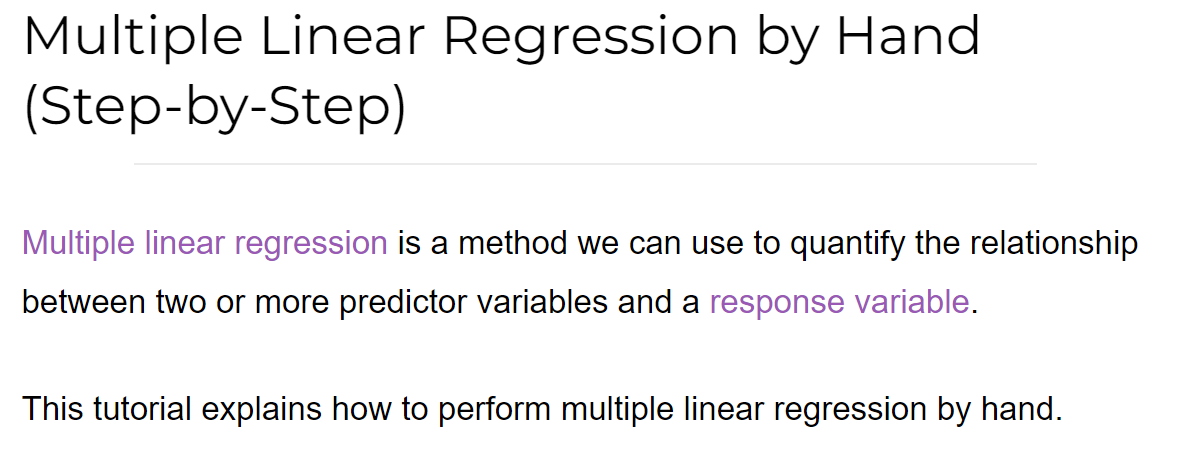 Multiple Linear Regression by Hand
(Step-by-Step)
Multiple linear regression is a method we can use to quantify the relationship
between two or more predictor variables and a response variable.
This tutorial explains how to perform multiple linear regression by hand.